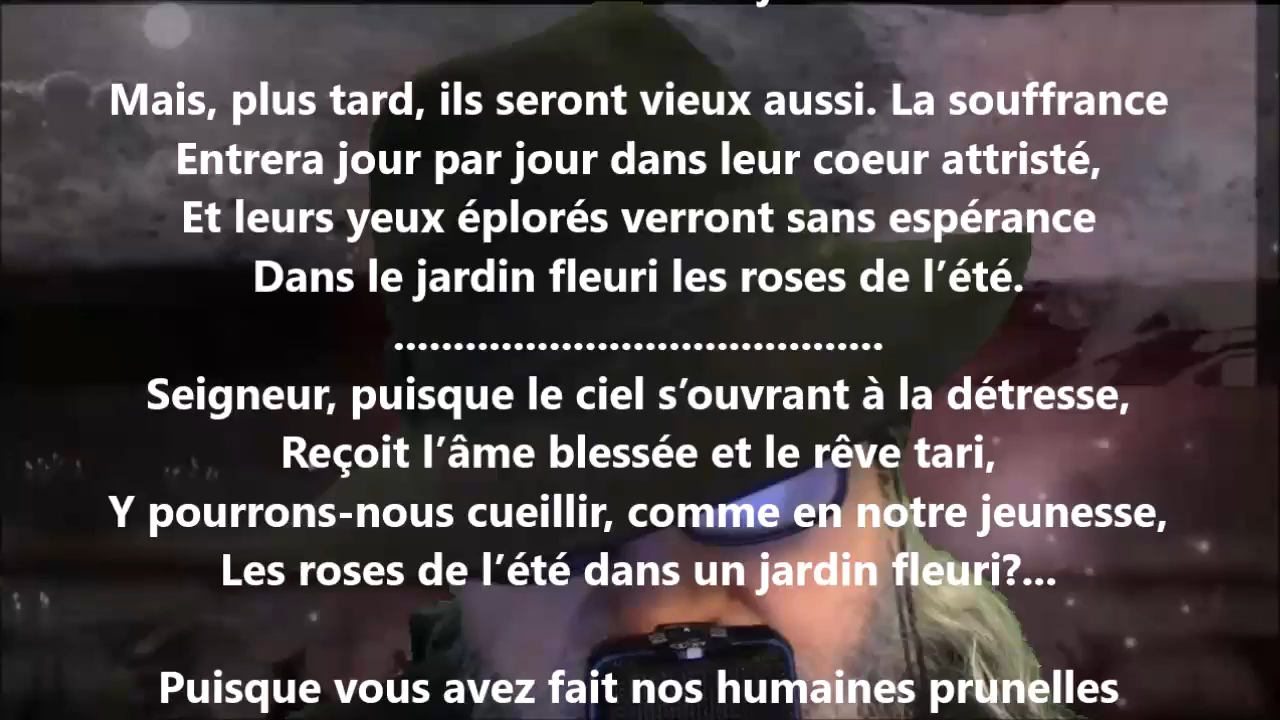 Mais, plus tard, ils seront vieux aussi. La souffrance
Entrera jour par jour dans leur coeur attristé,
Et leurs yeux éplorés verront sans espérance
Dans le jardin fleuri les roses de l’été.
.........................................
Seigneur, puisque le ciel s’ouvrant à la détresse,
Reçoit l’âme blessée et le rêve tari,
Y pourrons-nous cueillir, comme en notre jeunesse,
Les roses de l’été dans un jardin fleuri?...
Puisque vous avez fait nos humaines prunelles